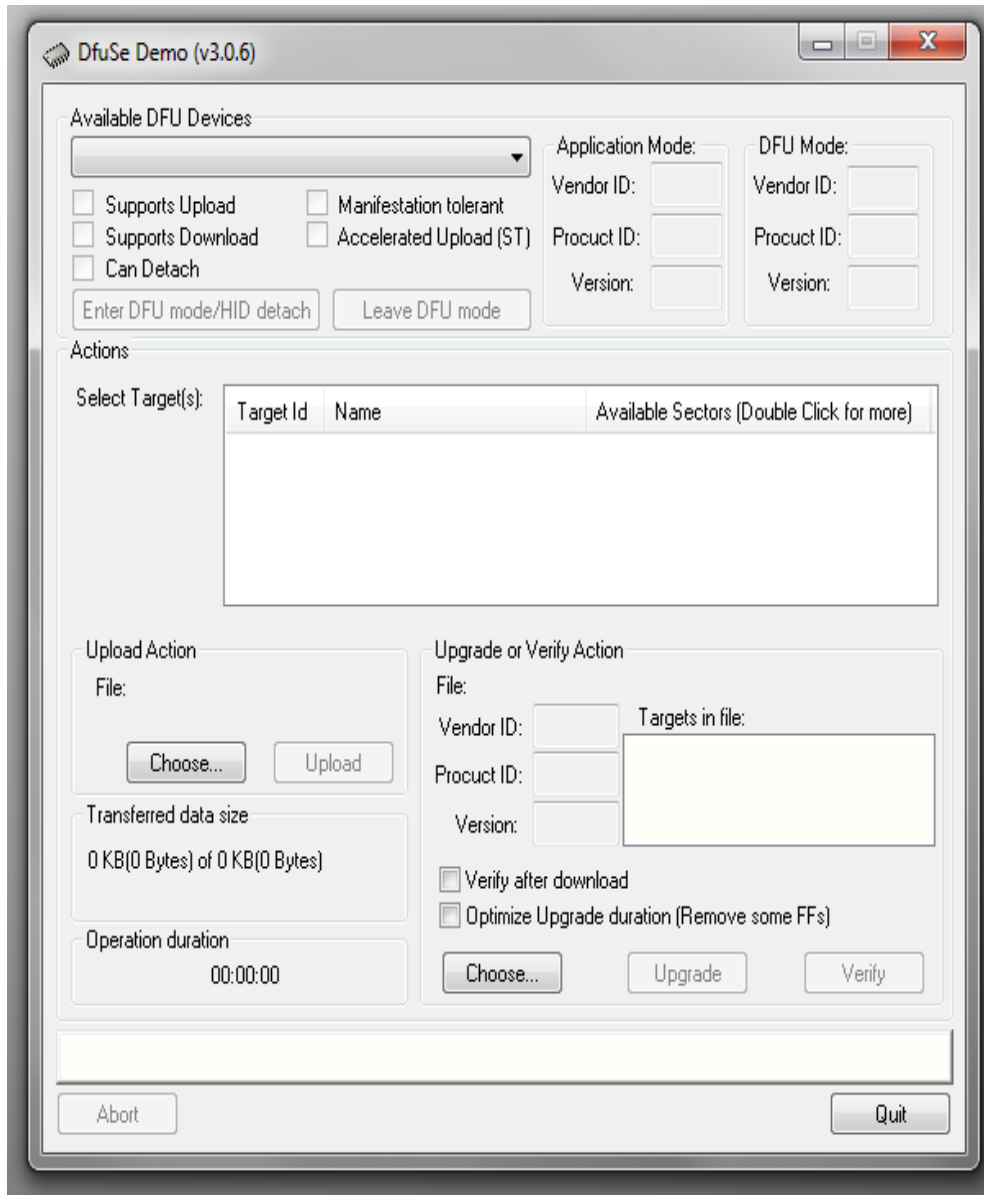 DfuSe Demo (v3.0.6)
Available DFU Devices
Supports Upload
Manifestation tolerant
Supports Download
Accelerated Upload (ST)
Can Detach
Enter DFU mode/HID detach
Leave DFU mode
Application Mode:
Vendor ID:
Procuct ID:
Version:
DFU Mode:
Vendor ID:
Procuct ID:
Version:
Actions
Select Target(s):
Target Id Name Available Sectors (Double Click for more)
Upload Action
File:
Choose... Upload
Transferred data size
0 KB(0 Bytes) of 0 KB(0 Bytes)
Operation duration
00:00:00
Upgrade or Verify Action
File:
Vendor ID:
Procuct ID:
Version:
Targets in file:
Verify after download
Optimize Upgrade duration (Remove some FFs)
Choose... Upgrade Verify
Abort Quit